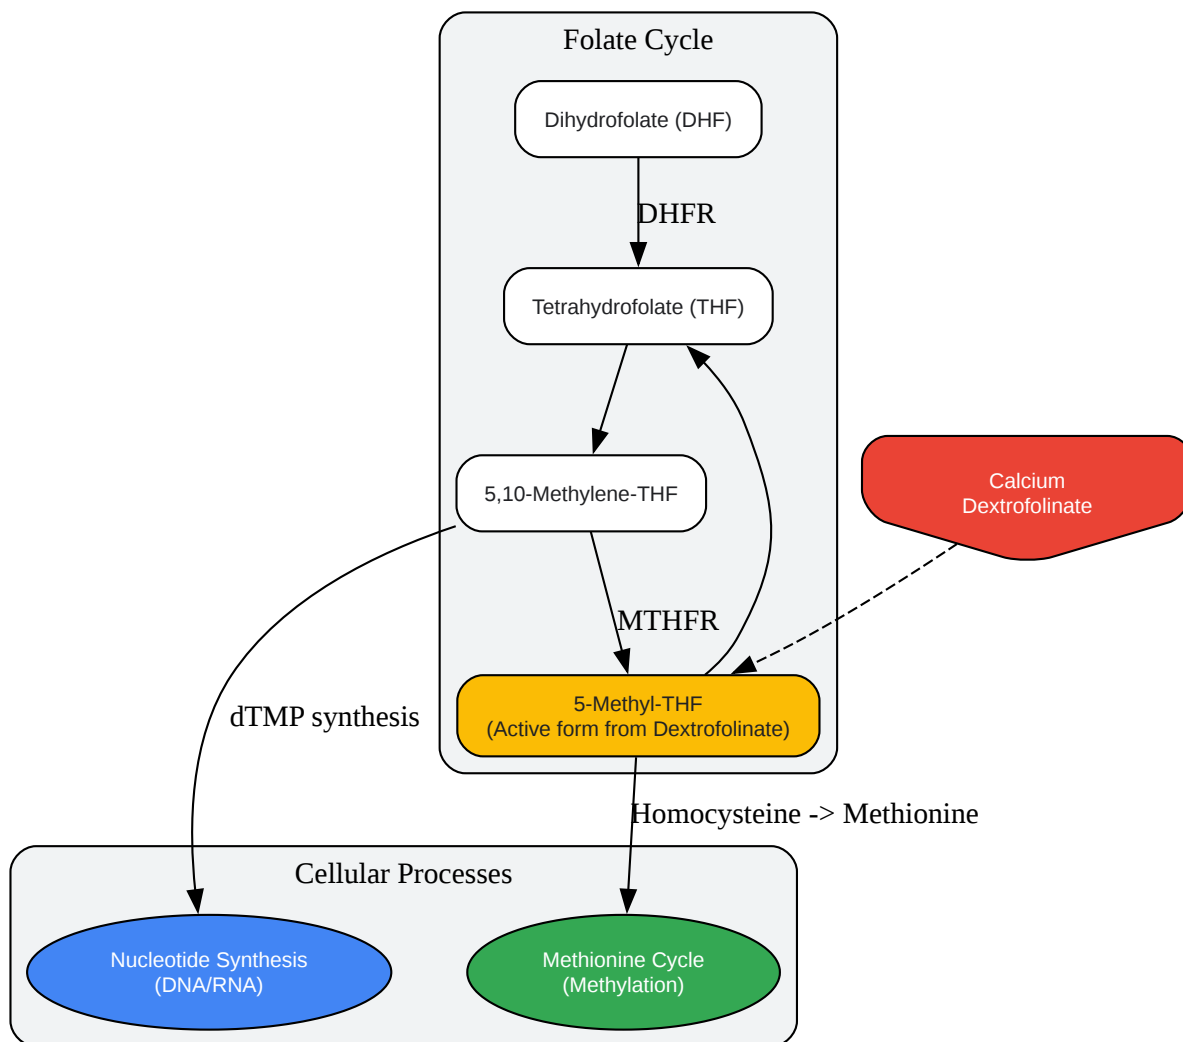 Folate Cycle
Dihydrofolate (DHF)
DHFR
Tetrahydrofolate (THF)
5,10-Methylene-THF
Calcium
Dextrofolinate
MTHFR
5-Methyl-THF
(Active form from Dextrofolinate)
dTMP synthesis
Homocysteine -> Methionine
Cellular Processes
Nucleotide Synthesis
(DNA/RNA)
Methionine Cycle
(Methylation)